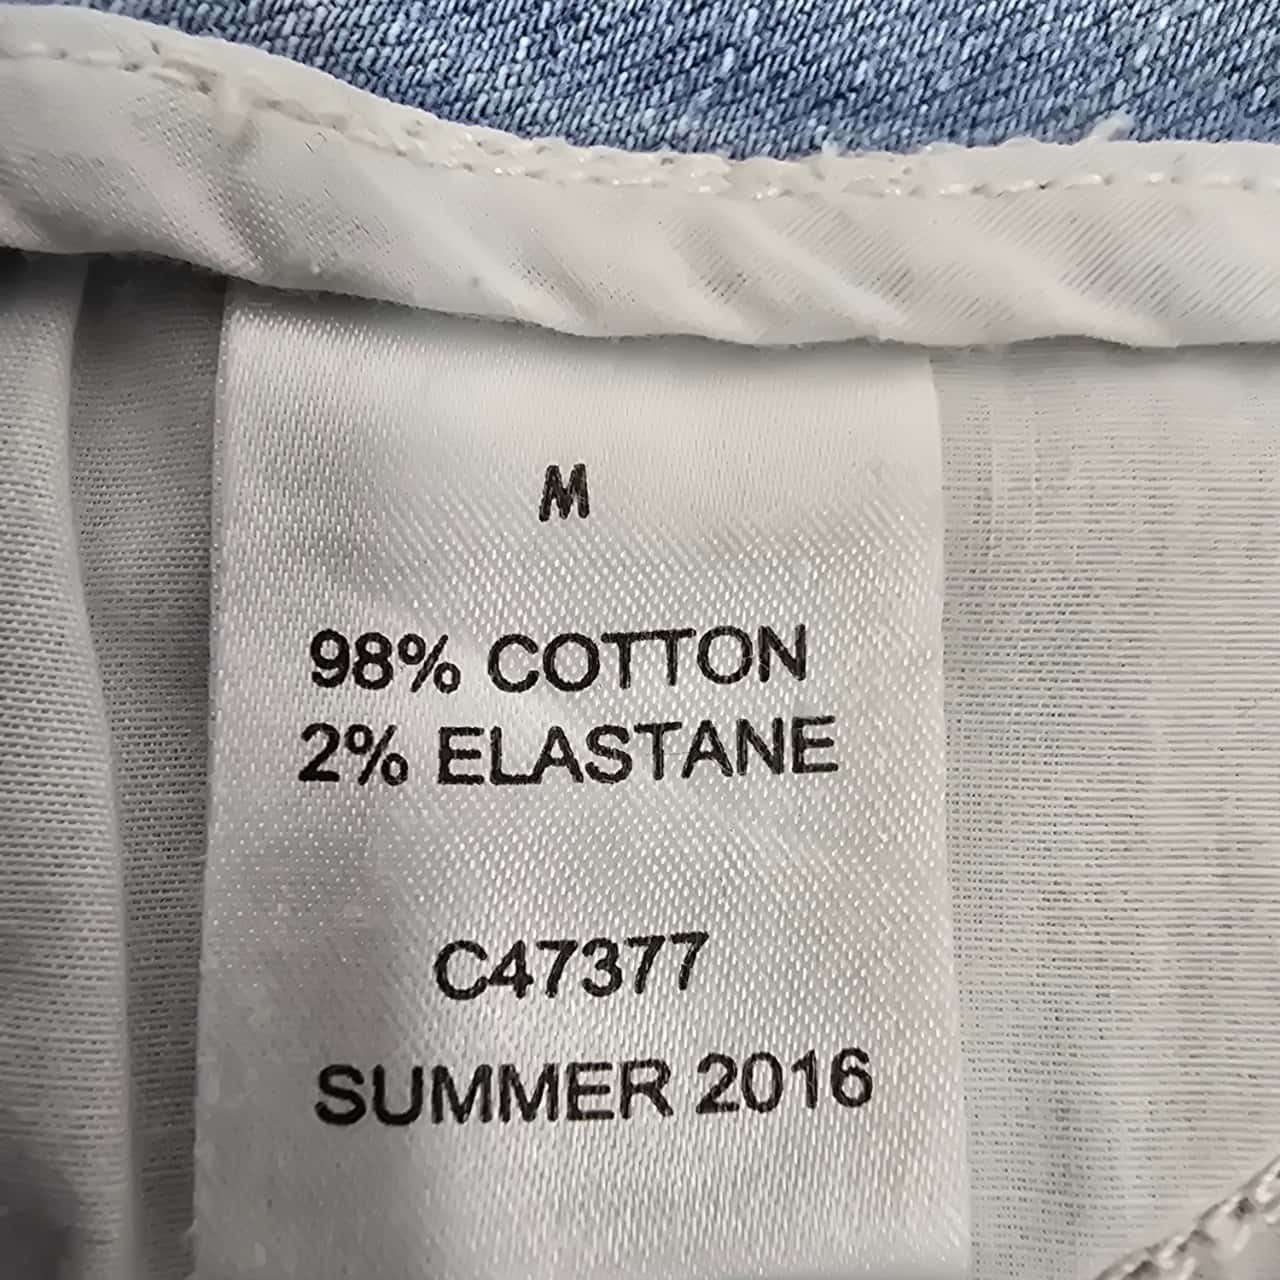 M
98% COTTON
2% ELASTANE
C47377
SUMMER 2016